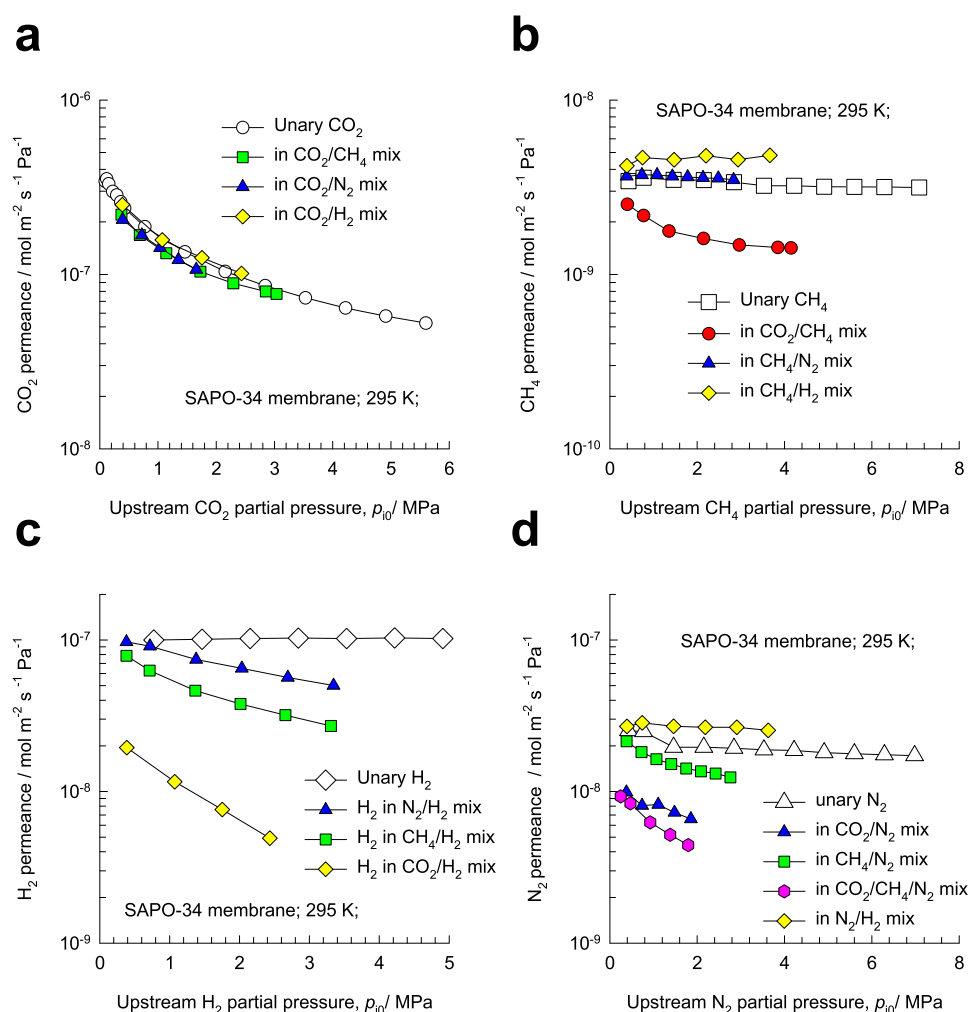 a
10⁻⁶
10⁻⁷
10⁻⁸
CO₂ permeance / mol m⁻² s⁻¹ Pa⁻¹
Unary CO₂
in CO₂/CH₄ mix
in CO₂/N₂ mix
in CO₂/H₂ mix
SAPO-34 membrane; 295 K;
0 1 2 3 4 5 6
Upstream CO₂ partial pressure, pᵢ₀/ MPa
b
10⁻⁸
10⁻⁹
10⁻¹⁰
CH₄ permeance / mol m⁻² s⁻¹ Pa⁻¹
SAPO-34 membrane; 295 K;
Unary CH₄
in CO₂/CH₄ mix
in CH₄/N₂ mix
in CH₄/H₂ mix
0 2 4 6 8
Upstream CH₄ partial pressure, pᵢ₀/ MPa
c
10⁻⁷
10⁻⁸
10⁻⁹
H₂ permeance / mol m⁻² s⁻¹ Pa⁻¹
Unary H₂
H₂ in N₂/H₂ mix
H₂ in CH₄/H₂ mix
H₂ in CO₂/H₂ mix
SAPO-34 membrane; 295 K;
0 1 2 3 4 5
Upstream H₂ partial pressure, pᵢ₀/ MPa
d
10⁻⁷
10⁻⁸
10⁻⁹
N₂ permeance / mol m⁻² s⁻¹ Pa⁻¹
SAPO-34 membrane; 295 K;
unary N₂
in CO₂/N₂ mix
in CH₄/N₂ mix
in CO₂/CH₄/N₂ mix
in N₂/H₂ mix
0 2 4 6 8
Upstream N₂ partial pressure, pᵢ₀/ MPa